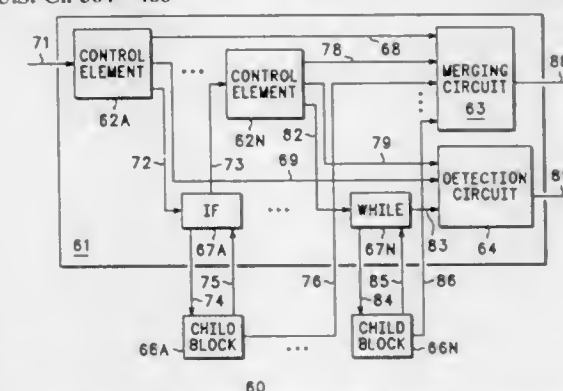 U.S. Cl.
71
CONTROL ELEMENT
62A
68
78
...
CONTROL ELEMENT
62N
MERGING CIRCUIT
63
88
72
73
82
79
69
IF
67A
...
WHILE
67N
83
DETECTION CIRCUIT
64
61
74
75
76
84
85
86
66A
CHILD BLOCK
...
CHILD BLOCK
66N
60